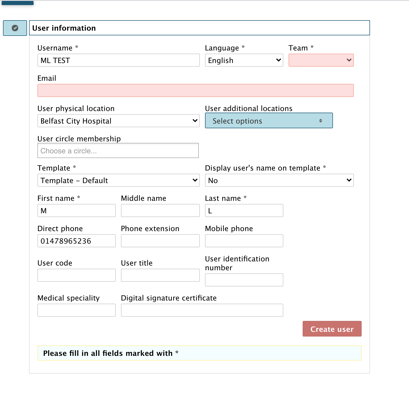 User information
Username * Language * Team *
ML TEST English
Email
User physical location User additional locations
Belfast City Hospital Select options
User circle membership
Choose a circle...
Template * Display user's name on template *
Template - Default No
First name * Middle name Last name *
M L
Direct phone Phone extension Mobile phone
01478965236
User code User title User identification
number
Medical speciality Digital signature certificate
Create user
Please fill in all fields marked with *